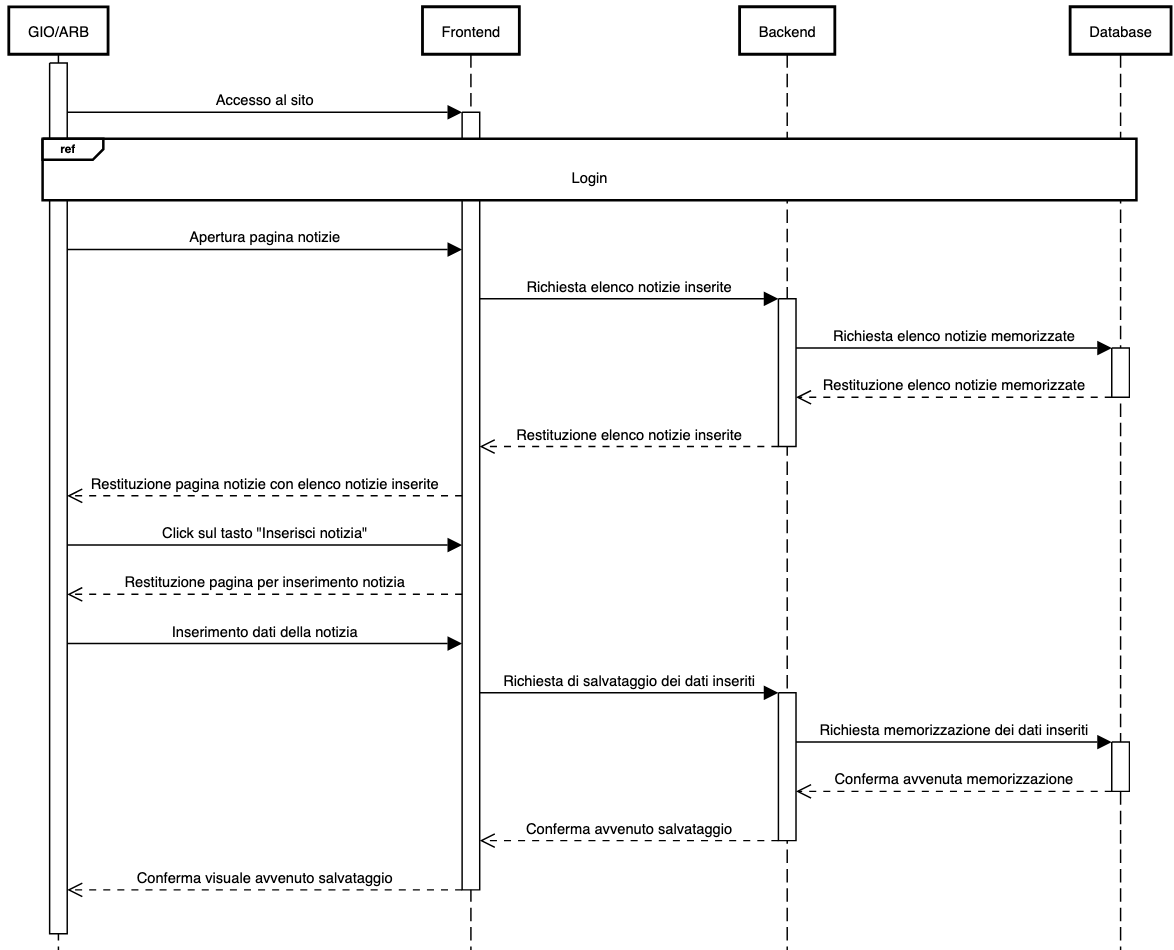 GIO/ARB
Frontend
Backend
Database
Accesso al sito
ref
Login
Apertura pagina notizie
Richiesta elenco notizie inserite
Richiesta elenco notizie memorizzate
Restituzione elenco notizie memorizzate
Restituzione elenco notizie inserite
Restituzione pagina notizie con elenco notizie inserite
Click sul tasto "Inserisci notizia"
Restituzione pagina per inserimento notizia
Inserimento dati della notizia
Richiesta di salvataggio dei dati inseriti
Richiesta memorizzazione dei dati inseriti
Conferma avvenuta memorizzazione
Conferma avvenuto salvataggio
Conferma visuale avvenuto salvataggio